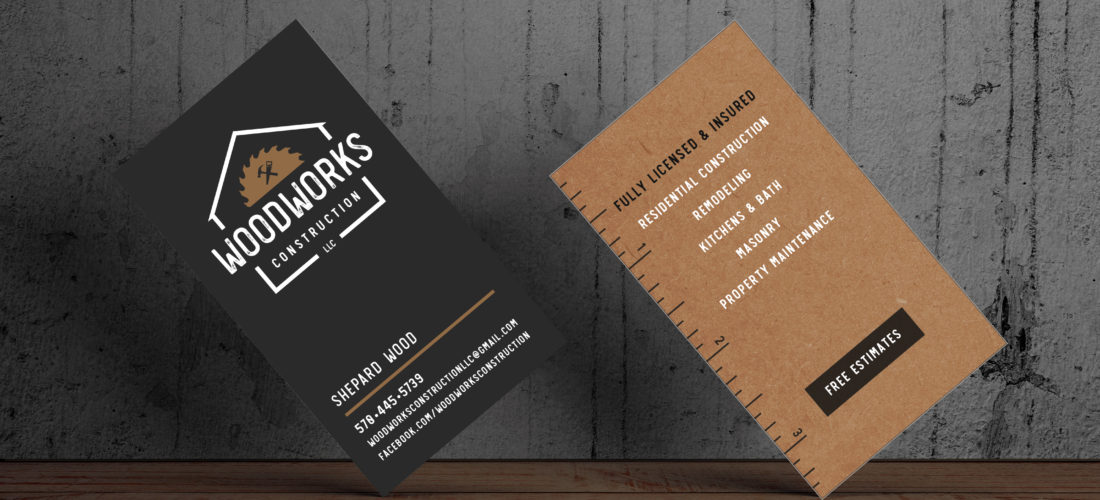 WOODWORKS
CONSTRUCTION
LLC
SHEPARD WOOD
578-445-5739
WOODWORKSCONSTRUCTIONLLC@GMAIL.COM
FACEBOOK.COM/WOODWORKSCONSTRUCTION
FULLY LICENSED & INSURED
RESIDENTIAL CONSTRUCTION
REMODELING
KITCHENS & BATH
MASONRY
PROPERTY MAINTENANCE
FREE ESTIMATES
1
2
3